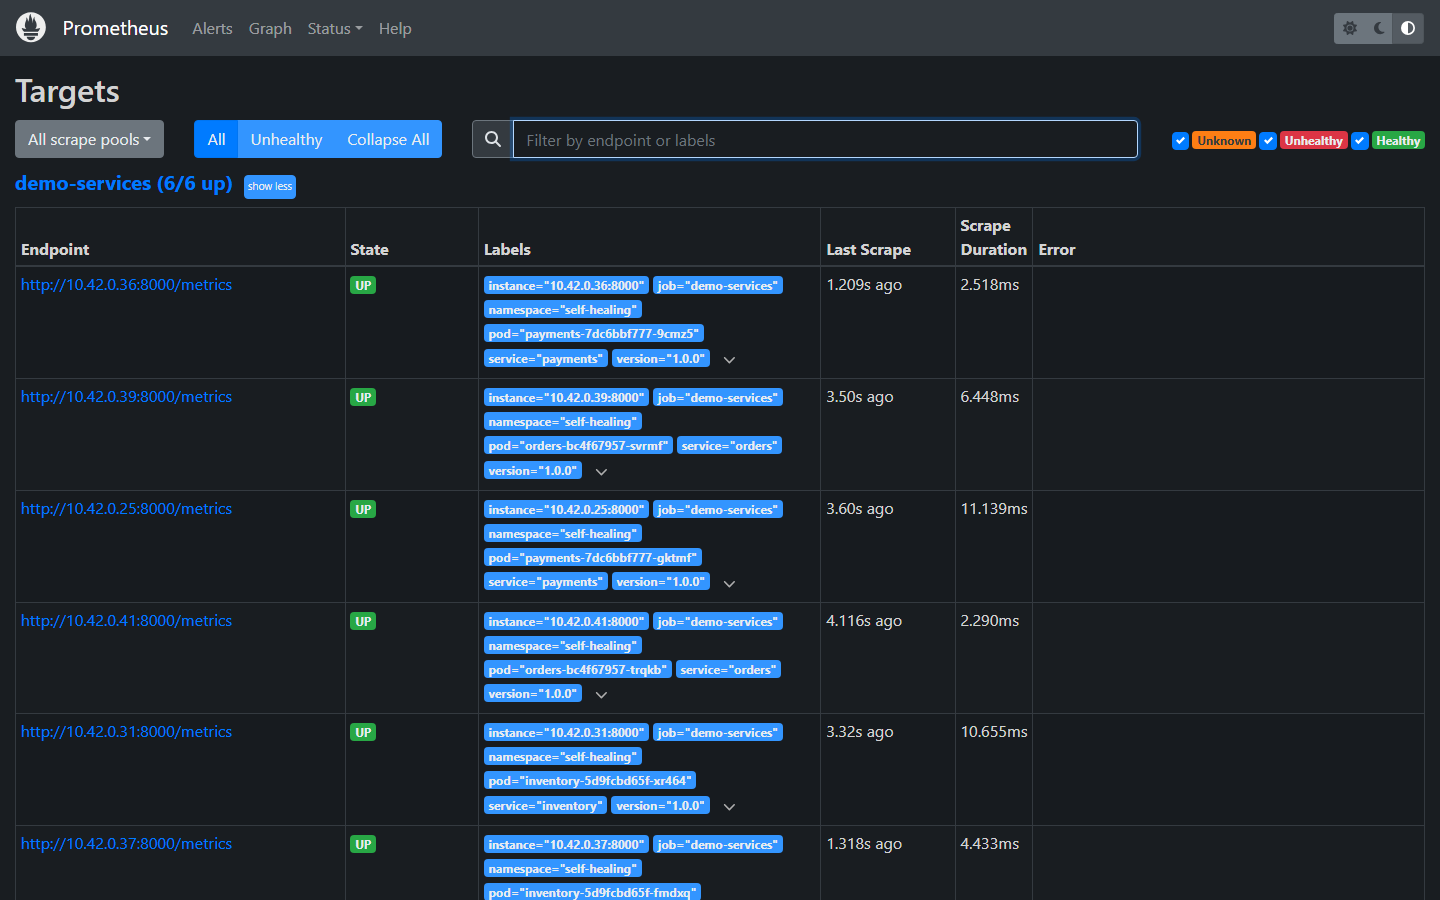 Prometheus Alerts Graph Status Help
Targets
All scrape pools All Unhealthy Collapse All Filter by endpoint or labels Unknown Unhealthy Healthy
demo-services (6/6 up) show less
Endpoint State Labels Last Scrape Scrape Duration Error
http://10.42.0.36:8000/metrics UP instance="10.42.0.36:8000" job="demo-services" 1.209s ago 2.518ms
namespace="self-healing"
pod="payments-7dc6bbf777-9cmz5"
service="payments" version="1.0.0"
http://10.42.0.39:8000/metrics UP instance="10.42.0.39:8000" job="demo-services" 3.50s ago 6.448ms
namespace="self-healing"
pod="orders-bc4f67957-svrmf" service="orders"
version="1.0.0"
http://10.42.0.25:8000/metrics UP instance="10.42.0.25:8000" job="demo-services" 3.60s ago 11.139ms
namespace="self-healing"
pod="payments-7dc6bbf777-gktmf"
service="payments" version="1.0.0"
http://10.42.0.41:8000/metrics UP instance="10.42.0.41:8000" job="demo-services" 4.116s ago 2.290ms
namespace="self-healing"
pod="orders-bc4f67957-trqkb" service="orders"
version="1.0.0"
http://10.42.0.31:8000/metrics UP instance="10.42.0.31:8000" job="demo-services" 3.32s ago 10.655ms
namespace="self-healing"
pod="inventory-5d9fcbd65f-xr464"
service="inventory" version="1.0.0"
http://10.42.0.37:8000/metrics UP instance="10.42.0.37:8000" job="demo-services" 1.318s ago 4.433ms
namespace="self-healing"
pod="inventory-5d9fcbd65f-fmdxq"